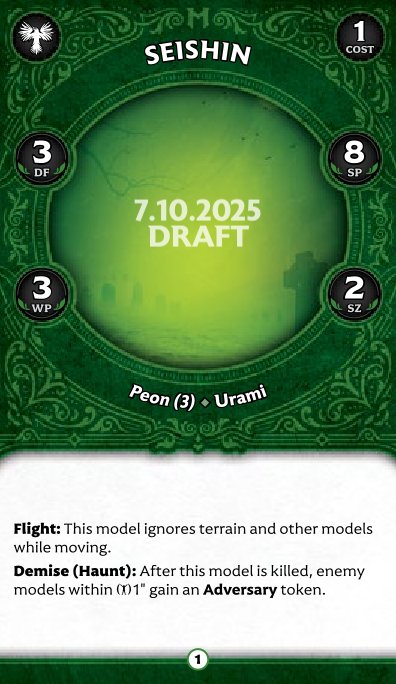 1
COST
SEISHIN
3
DF
8
SP
7.10.2025
DRAFT
3
WP
2
SZ
Peon (3) ◆ Urami
Flight: This model ignores terrain and other models
while moving.
Demise (Haunt): After this model is killed, enemy
models within 1" gain an Adversary token.
1